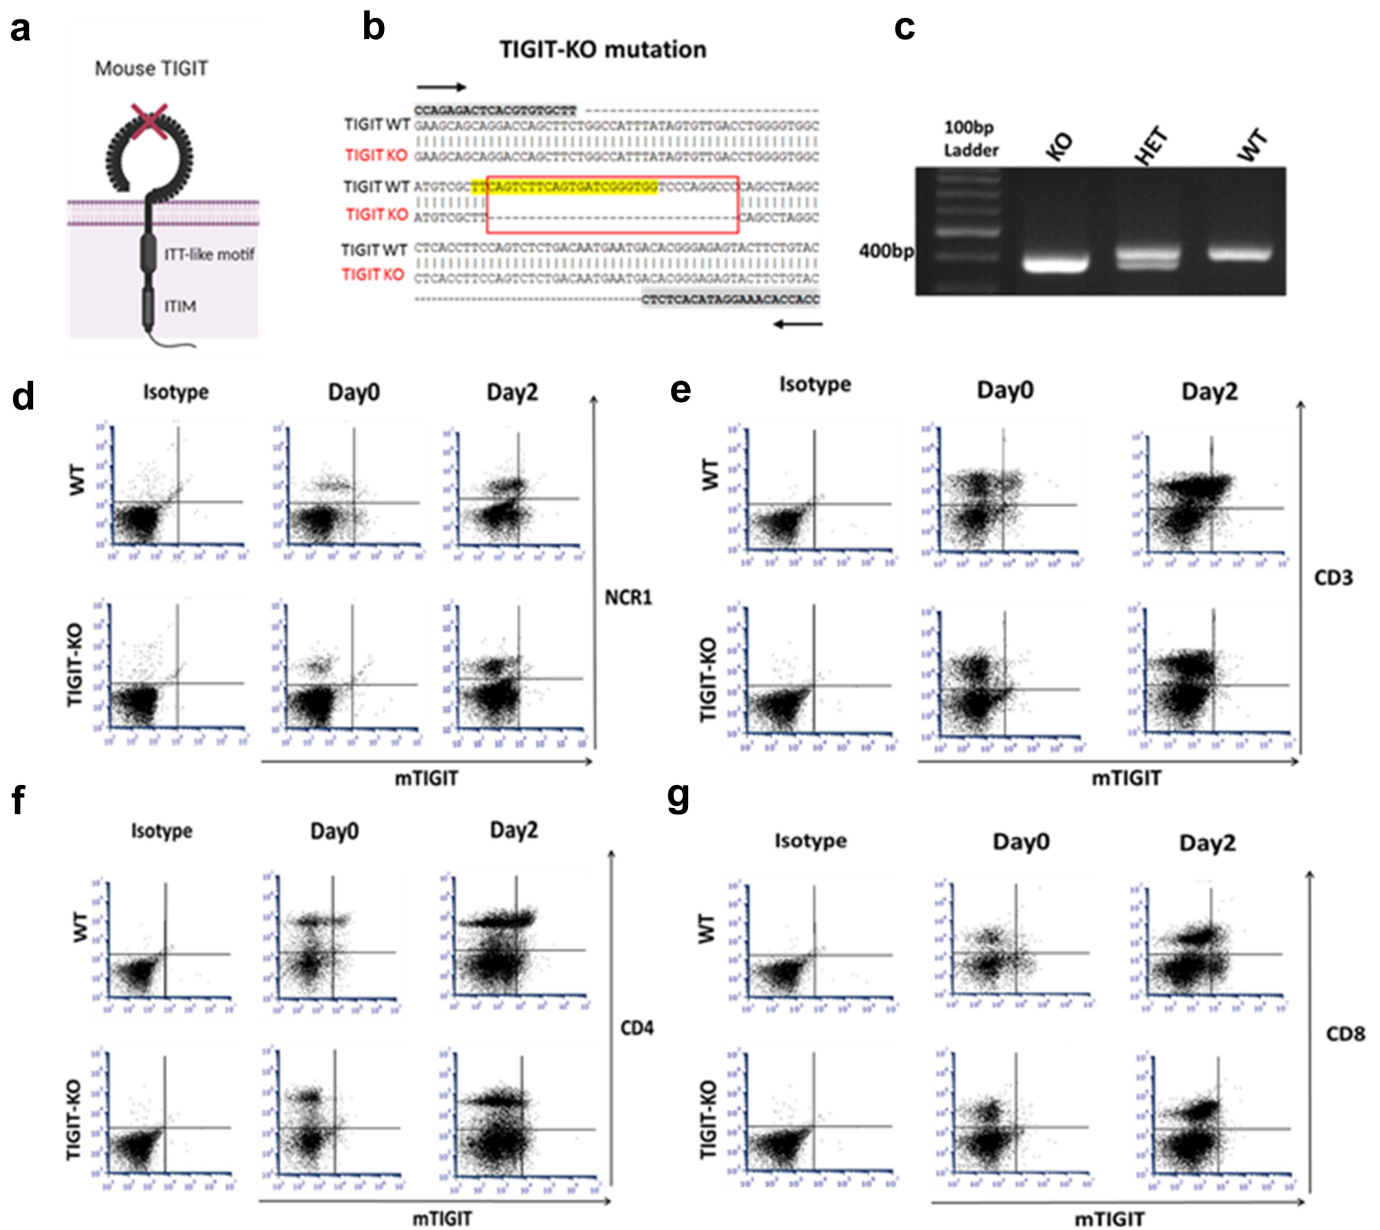 a
Mouse TIGIT
ITT-like motif
ITIM
b
TIGIT-KO mutation
CCAGAGACTCACGTGTGCTT
TIGIT WT GAAGCAGCAGGACCAGCTTCTGGCCATTTATAGTGTTGACCTGGGGTGGC
TIGIT KO GAAGCAGCAGGACCAGCTTCTGGCCATTTATAGTGTTGACCTGGGGTGGC
TIGIT WT ATGTCGCTTCAGTCTTCAGTGATCGGGTGGTCCCAGGCCCCAGCCTAGGC
TIGIT KO ATGTCGCTT CAGCCTAGGC
TIGIT WT CTCACCTTCCAGTCTCTGACAATGAATGACACGGGAGAGTACTTCTGTAC
TIGIT KO CTCACCTTCCAGTCTCTGACAATGAATGACACGGGAGAGTACTTCTGTAC
CTCTCACATAGGAAACACCACC
c
100bp
Ladder
KO
HET
WT
400bp
d
Isotype
Day0
Day2
WT
TIGIT-KO
NCR1
mTIGIT
e
Isotype
Day0
Day2
WT
TIGIT-KO
CD3
mTIGIT
f
Isotype
Day0
Day2
WT
TIGIT-KO
CD4
mTIGIT
g
Isotype
Day0
Day2
WT
TIGIT-KO
CD8
mTIGIT